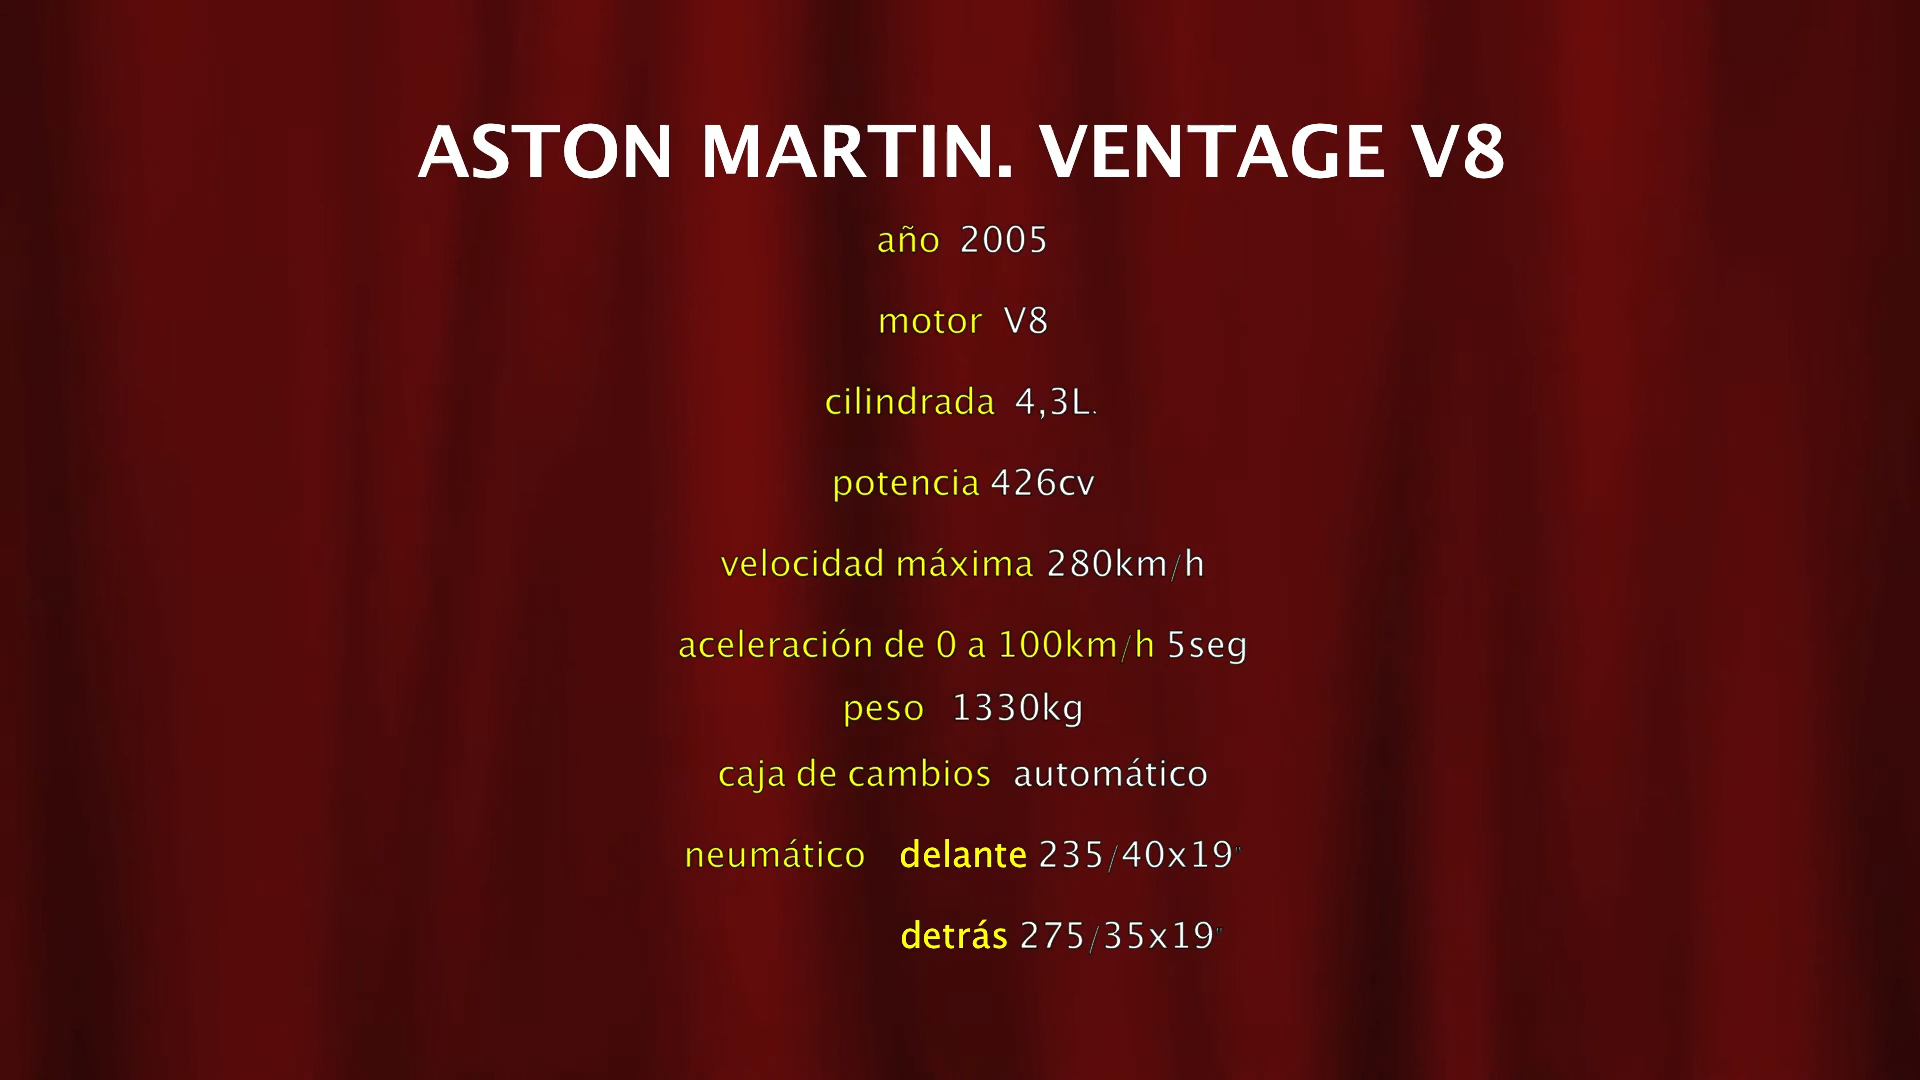 ASTON MARTIN. VENTAGE V8
año 2005
motor V8
cilindrada 4,3L.
potencia 426cv
velocidad máxima 280km/h
aceleración de 0 a 100km/h 5seg
peso 1330kg
caja de cambios automático
neumático delante 235/40x19"
detrás 275/35x19"